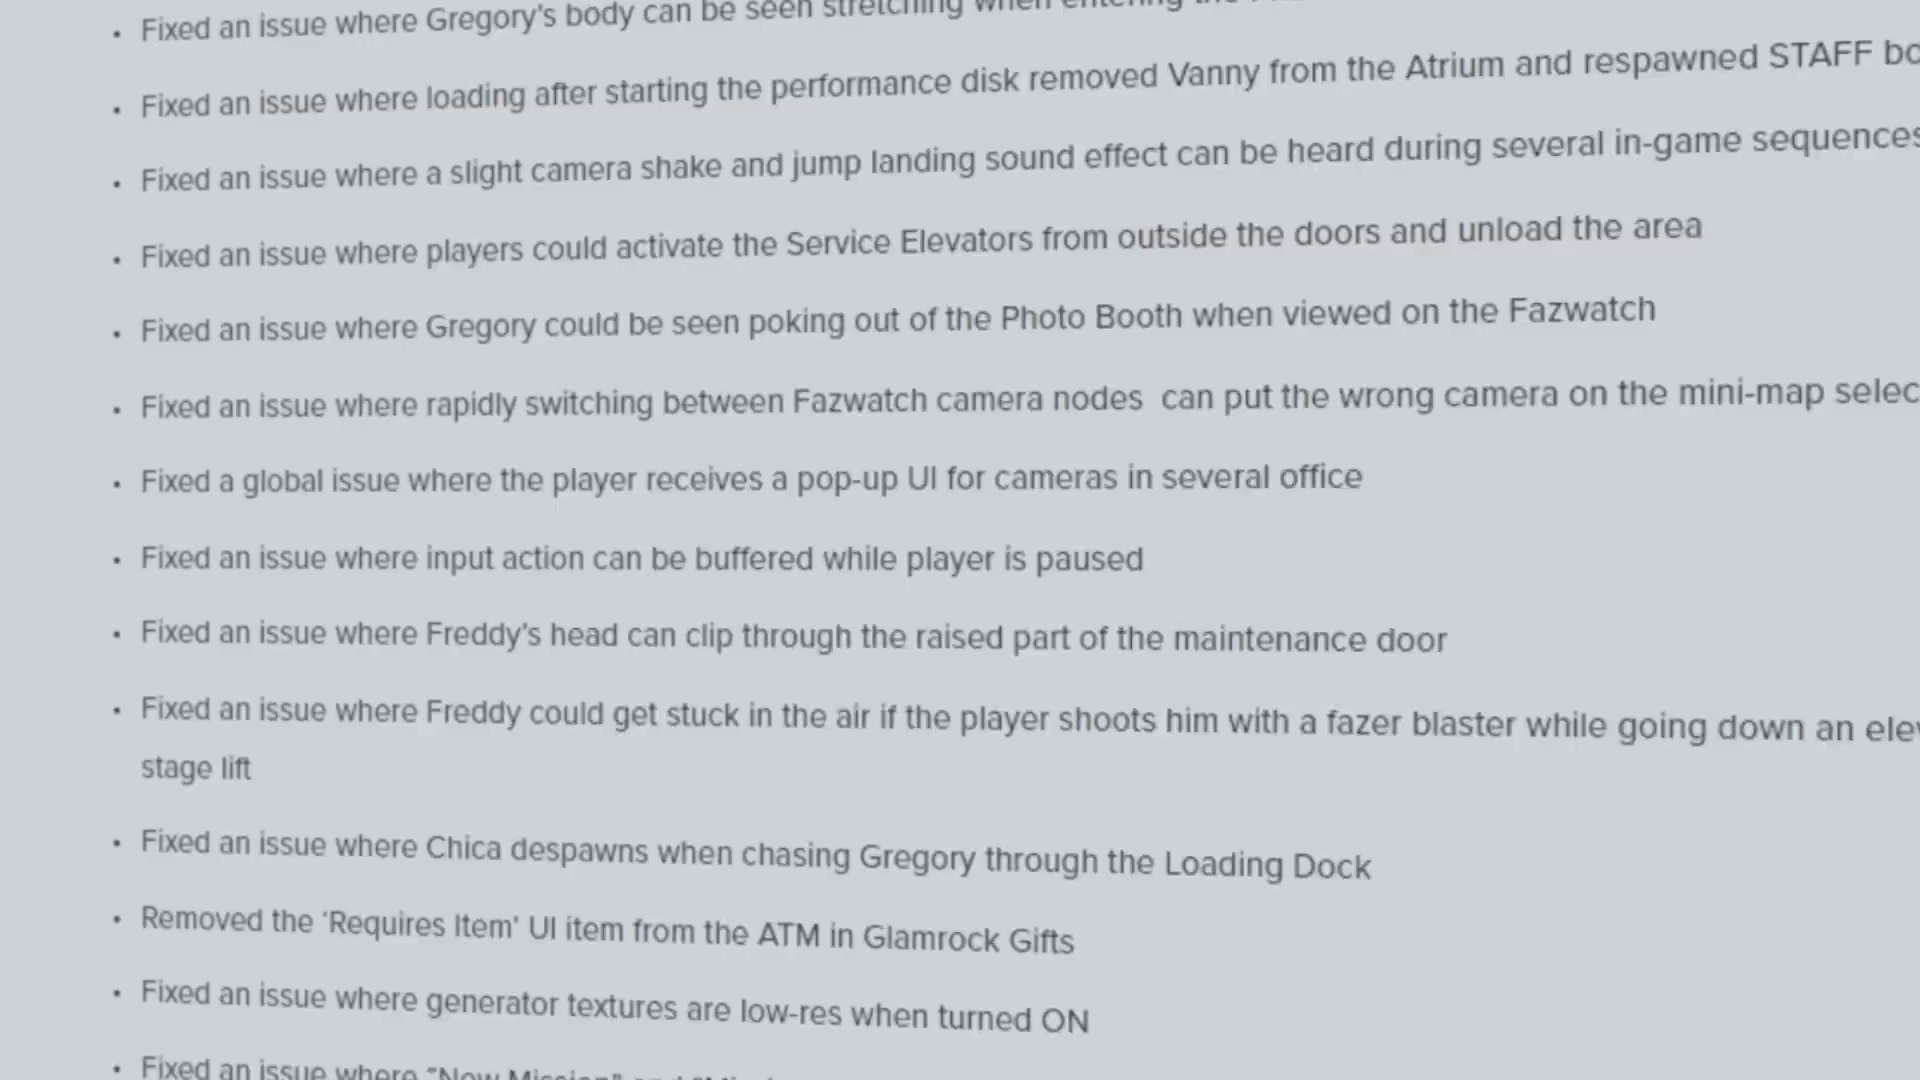 • Fixed an issue where Gregory's body can be seen stretching when entering the
• Fixed an issue where loading after starting the performance disk removed Vanny from the Atrium and respawned STAFF
• Fixed an issue where a slight camera shake and jump landing sound effect can be heard during several in-game sequences
• Fixed an issue where players could activate the Service Elevators from outside the doors and unload the area
• Fixed an issue where Gregory could be seen poking out of the Photo Booth when viewed on the Fazwatch
• Fixed an issue where rapidly switching between Fazwatch camera nodes  can put the wrong camera on the mini-map
• Fixed a global issue where the player receives a pop-up UI for cameras in several office
• Fixed an issue where input action can be buffered while player is paused
• Fixed an issue where Freddy's head can clip through the raised part of the maintenance door
• Fixed an issue where Freddy could get stuck in the air if the player shoots him with a fazer blaster while going down an
stage lift
• Fixed an issue where Chica despawns when chasing Gregory through the Loading Dock
• Removed the 'Requires Item' UI item from the ATM in Glamrock Gifts
• Fixed an issue where generator textures are low-res when turned ON
• Fixed an issue where "Now Mission"